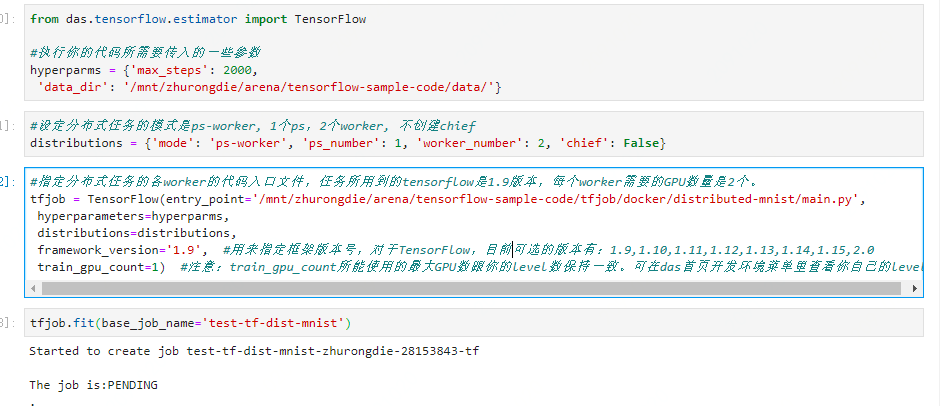 ]:
from das.tensorflow.estimator import TensorFlow
#执行你的代码所需要传入的一些参数
hyperparms = {'max_steps': 2000,
'data_dir': '/mnt/zhurongdie/arena/tensorflow-sample-code/data/'}
1]:
#设定分布式任务的模式是ps-worker, 1个ps, 2个worker, 不创建chief
distributions = {'mode': 'ps-worker', 'ps_number': 1, 'worker_number': 2, 'chief': False}
2]:
#指定分布式任务的各worker的代码入口文件，任务所用到的tensorflow是1.9版本，每个worker需要的GPU数量是2个。
tfjob = TensorFlow(entry_point='/mnt/zhurongdie/arena/tensorflow-sample-code/tfjob/docker/distributed-mnist/main.py',
hyperparameters=hyperparms,
distributions=distributions,
framework_version='1.9', #用来指定框架版本号，对于TensorFlow，目前可选的版本有：1.9,1.10,1.11,1.12,1.13,1.14,1.15,2.0
train_gpu_count=1) #注意：train_gpu_count所能使用的最大GPU数跟你的level数保持一致。可在das首页开发环境菜单里查看你自己的level
3]:
tfjob.fit(base_job_name='test-tf-dist-mnist')
Started to create job test-tf-dist-mnist-zhurongdie-28153843-tf
The job is:PENDING